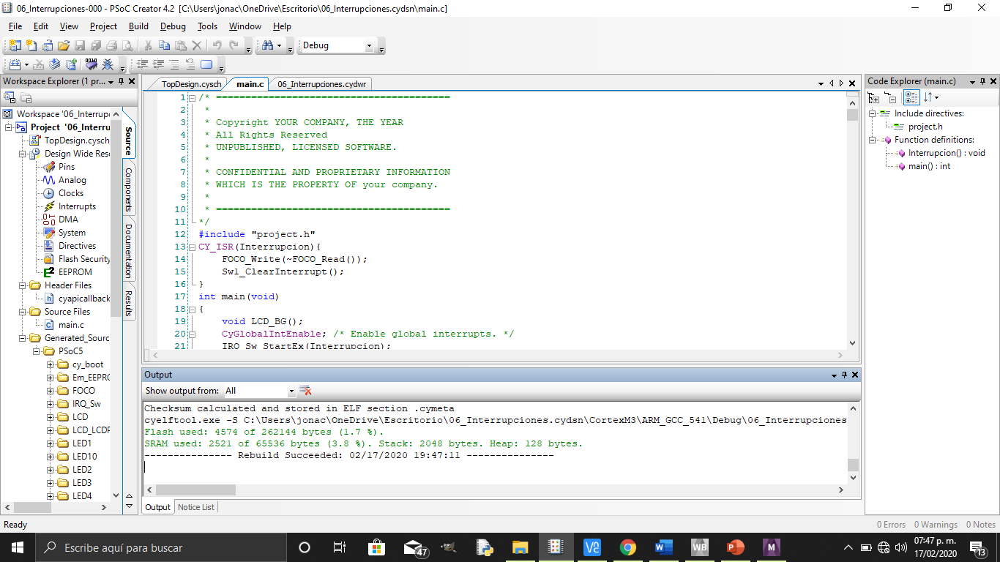 06_Interrupciones-000 - PSoC Creator 4.2 [C:\Users\jonac\OneDrive\Escritorio\06_Interrupciones.cydsn\main.c]
File Edit View Project Build Debug Tools Window Help
Debug
Workspace Explorer (1 pr...
Workspace '06_Interrup
Project '06_Interru
TopDesign.cysch
Design Wide Reso
Pins
Analog
Clocks
Interrupts
DMA
System
Directives
Flash Security
EEPROM
Header Files
cyapicallback
Source Files
main.c
Generated_Sourc
PSoC5
cy_boot
Em_EEPRO
FOCO
IRQ_Sw
LCD
LCD_LCDP
LED1
LED10
LED2
LED3
LED4
Source
Components
Documentation
Results
TopDesign.cysch main.c 06_Interrupciones.cydwr
1 /* ========================================
2 *
3 * Copyright YOUR COMPANY, THE YEAR
4 * All Rights Reserved
5 * UNPUBLISHED, LICENSED SOFTWARE.
6 *
7 * CONFIDENTIAL AND PROPRIETARY INFORMATION
8 * WHICH IS THE PROPERTY OF your company.
9 *
10 * ========================================
11 */
12 #include "project.h"
13 CY_ISR(Interrupcion){
14 FOCO_Write(~FOCO_Read());
15 Sw1_ClearInterrupt();
16 }
17 int main(void)
18 {
19 void LCD_BG();
20 CyGlobalIntEnable; /* Enable global interrupts. */
21 IRQ_Sw_StartEx(Interrupcion);
Output
Show output from: All
Checksum calculated and stored in ELF section .cymeta
cyelftool.exe -S C:\Users\jonac\OneDrive\Escritorio\06_Interrupciones.cydsn\CortexM3\ARM_GCC_541\Debug\06_Interrupciones
Flash used: 4574 of 262144 bytes (1.7 %).
SRAM used: 2521 of 65536 bytes (3.8 %). Stack: 2048 bytes. Heap: 128 bytes.
--------------- Rebuild Succeeded: 02/17/2020 19:47:11 ---------------
Output Notice List
Code Explorer (main.c)
Include directives:
project.h
Function definitions:
Interrupcion() : void
main() : int
Ready
0 Errors 0 Warnings 0 Notes
Escribe aquí para buscar
47
WB
07:47 p. m.
17/02/2020
13